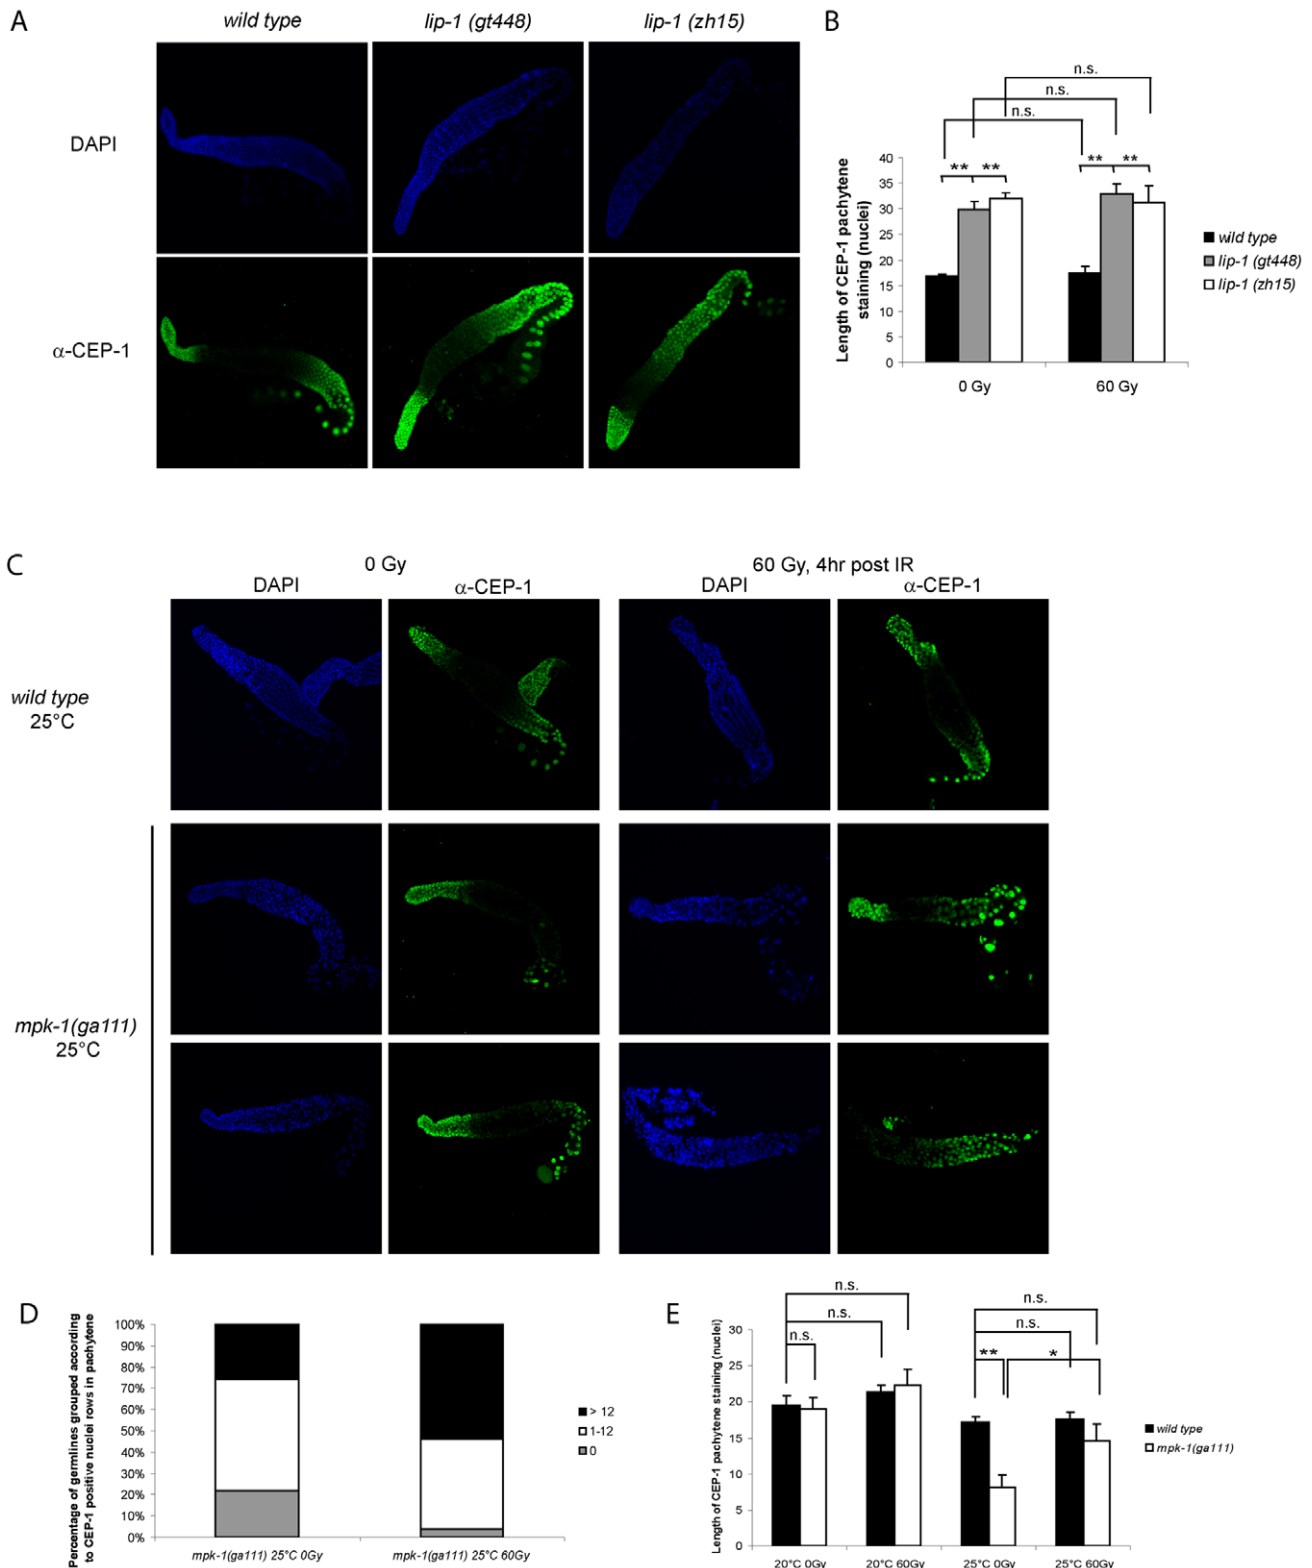 A
wild type
lip-1 (gt448)
lip-1 (zh15)
DAPI
α-CEP-1
B
n.s.
n.s.
n.s.
** **
** **
Length of CEP-1 pachytene
staining (nuclei)
40
35
30
25
20
15
10
5
0
0 Gy
60 Gy
wild type
lip-1 (gt448)
lip-1 (zh15)
C
0 Gy
60 Gy, 4hr post IR
DAPI
α-CEP-1
DAPI
α-CEP-1
wild type
25°C
mpk-1(ga111)
25°C
D
Percentage of germlines grouped according
to CEP-1 positive nuclei rows in pachytene
100%
90%
80%
70%
60%
50%
40%
30%
20%
10%
0%
mpk-1(ga111) 25°C 0Gy
mpk-1(ga111) 25°C 60Gy
> 12
1-12
0
E
n.s.
n.s.
n.s.
n.s.
n.s.
**
*
Length of CEP-1 pachytene staining (nuclei)
30
25
20
15
10
5
0
20°C 0Gy
20°C 60Gy
25°C 0Gy
25°C 60Gy
wild type
mpk-1(ga111)